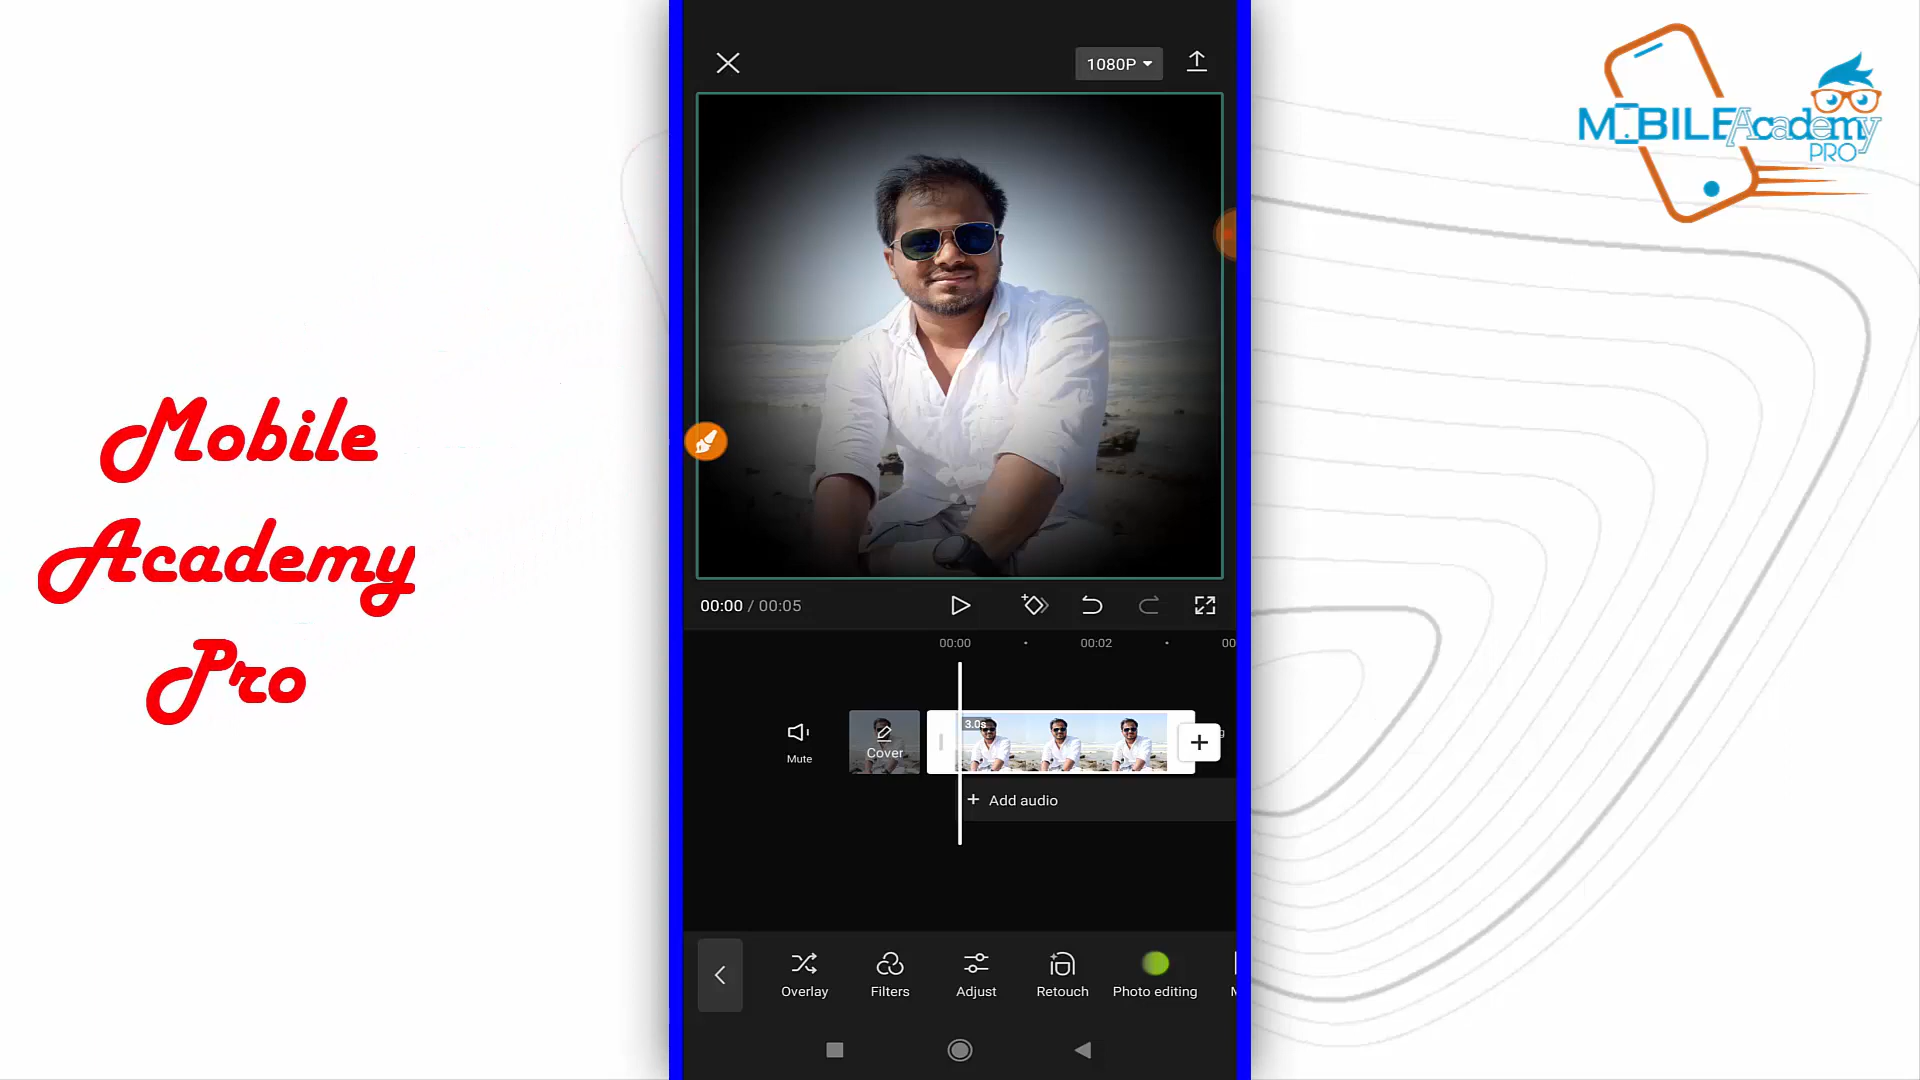 1080P
MOBILE Academy
PRO
Mobile
Academy
Pro
00:00 / 00:05
00:00
00:02
00
3.0s
Mute
Cover
Add audio
Overlay
Filters
Adjust
Retouch
Photo editing